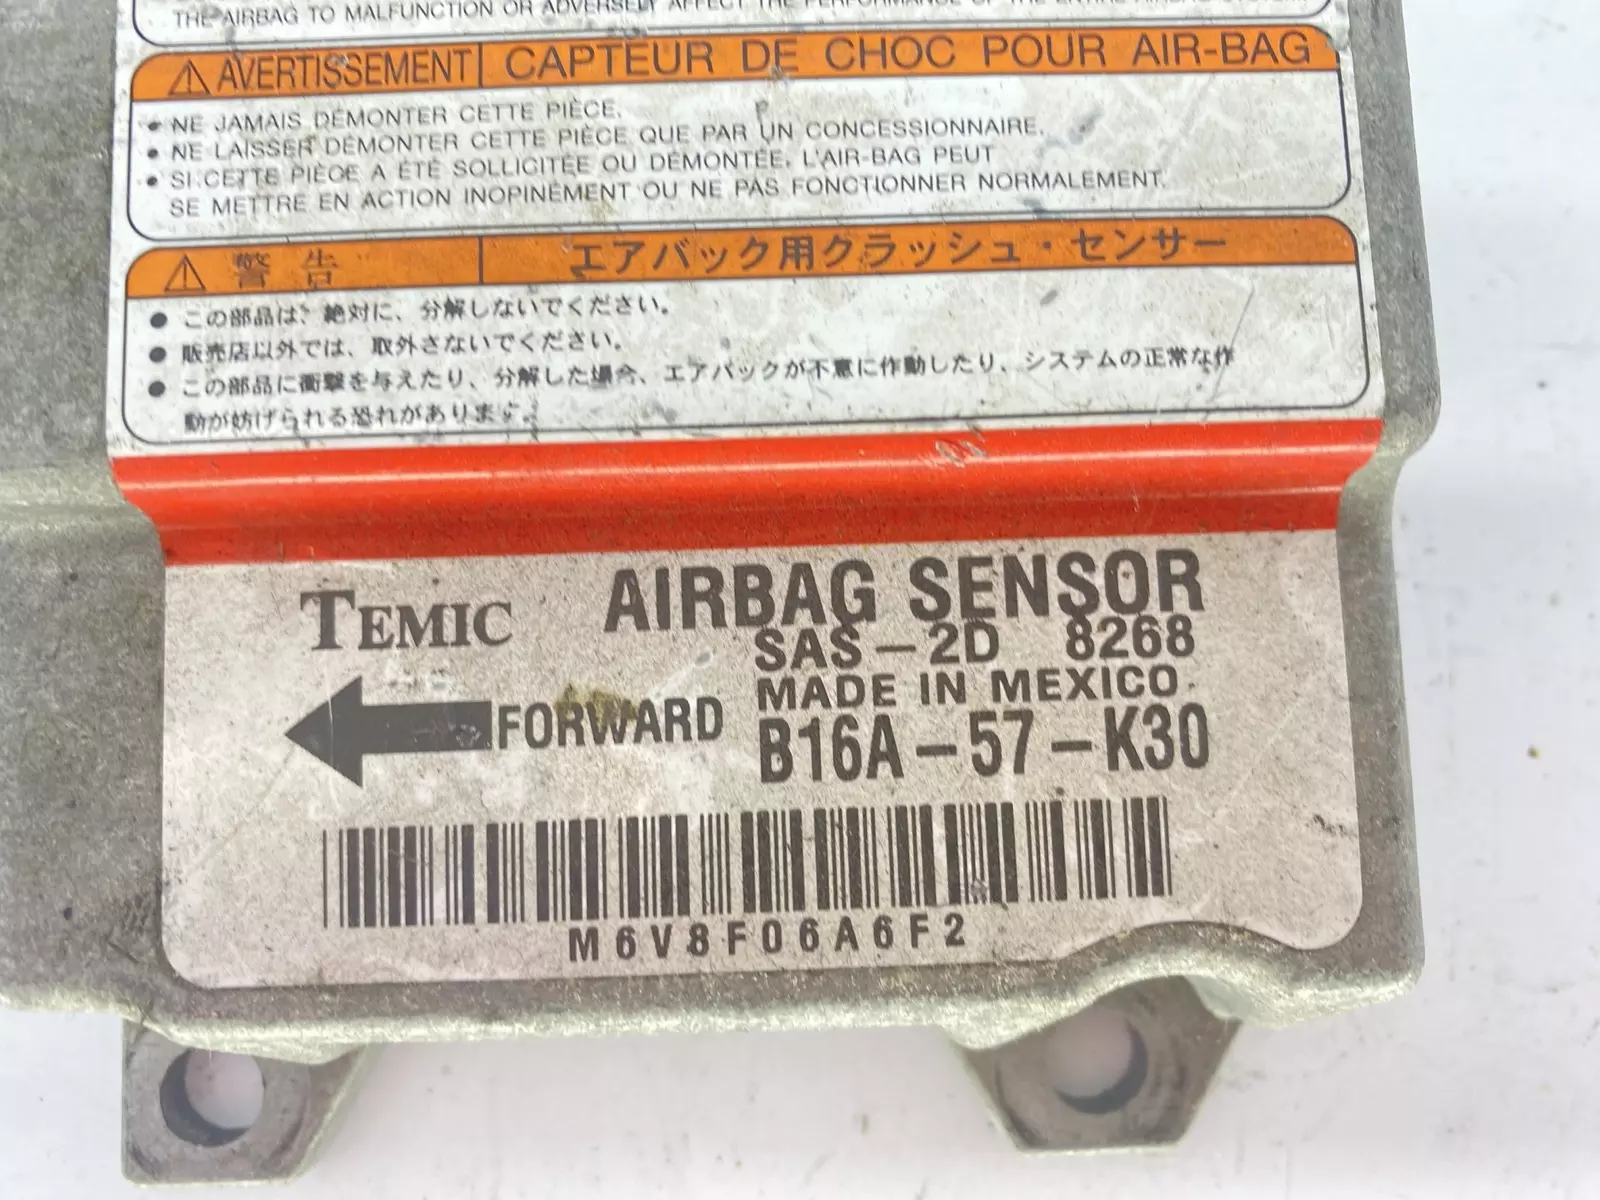 THE AIRBAG TO MALFUNCTION OR ADVERSELY AFFECT THE PERFORMANCE OF THE ENTIRE AIRBAG SYSTEM.
⚠ AVERTISSEMENT CAPTEUR DE CHOC POUR AIR-BAG
• NE JAMAIS DÉMONTER CETTE PIÈCE.
• NE LAISSER DÉMONTER CETTE PIÈCE QUE PAR UN CONCESSIONNAIRE.
• SI CETTE PIÈCE A ÉTÉ SOLLICITÉE OU DÉMONTÉE, L'AIR-BAG PEUT
SE METTRE EN ACTION INOPINÉMENT OU NE PAS FONCTIONNER NORMALEMENT.
⚠ 警告 エアバック用クラッシュ・センサー
● この部品は、絶対に、分解しないでください。
● 販売店以外では、取外さないでください。
● この部品に衝撃を与えたり、分解した場合、エアバックが不意に作動したり、システムの正常な作
動が妨げられる恐れがあります。
TEMIC AIRBAG SENSOR
SAS-2D 8268
MADE IN MEXICO
FORWARD B16A-57-K30
M6V8F06A6F2